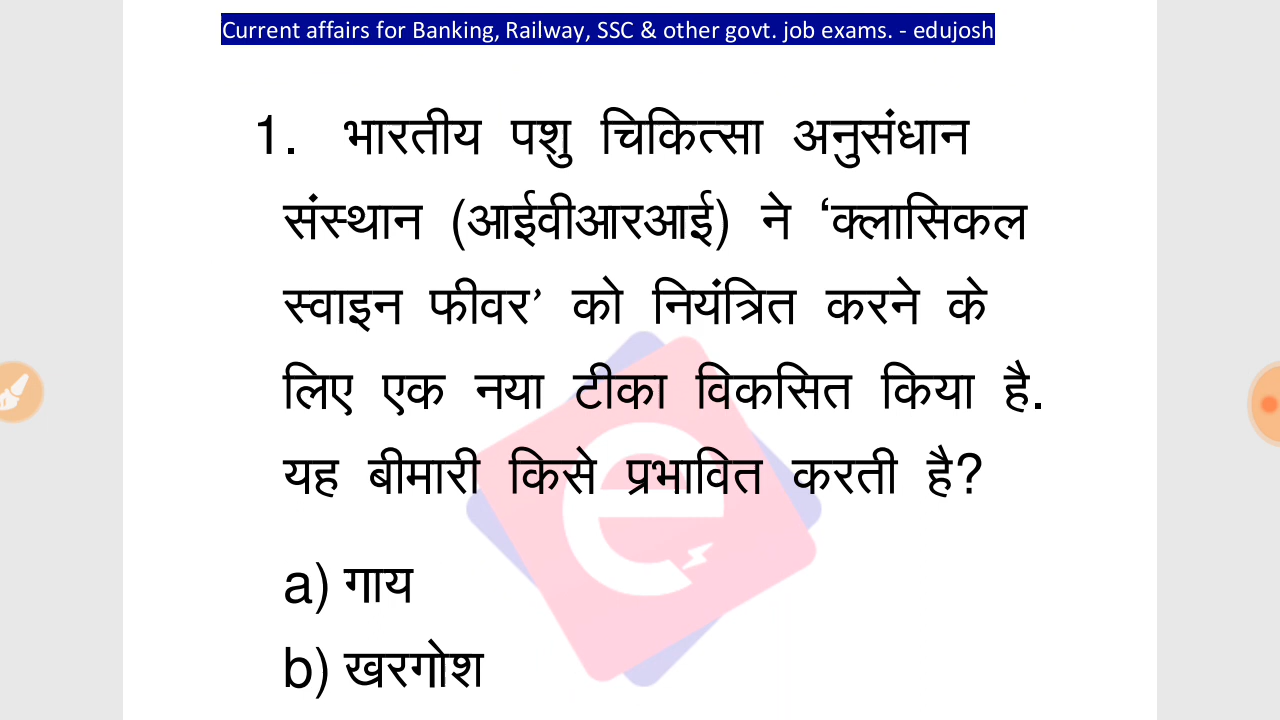 Current affairs for Banking, Railway, SSC & other govt. job exams. - edujosh
1. भारतीय पशु चिकित्सा अनुसंधान
संस्थान (आईवीआरआई) ने ‘क्लासिकल
स्वाइन फीवर’ को नियंत्रित करने के
लिए एक नया टीका विकसित किया है.
यह बीमारी किसे प्रभावित करती है?
a) गाय
b) खरगोश